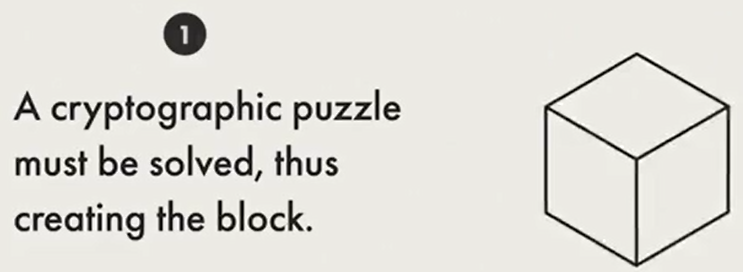 1
A cryptographic puzzle
must be solved, thus
creating the block.